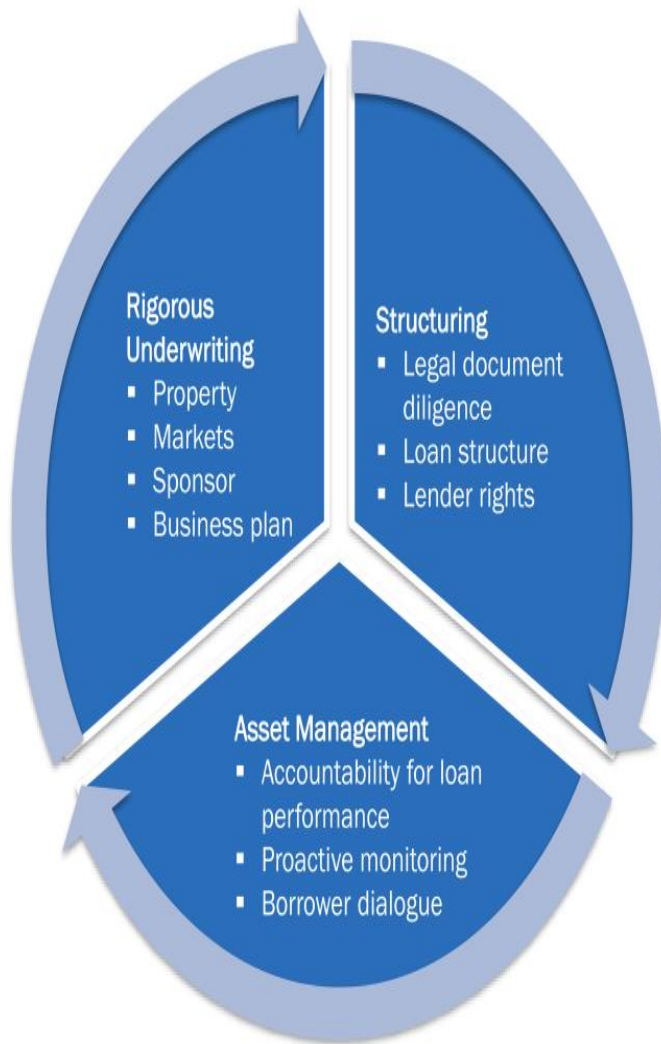 Rigorous
Underwriting
▪ Property
▪ Markets
▪ Sponsor
▪ Business plan
Structuring
▪ Legal document
diligence
▪ Loan structure
▪ Lender rights
Asset Management
▪ Accountability for loan
performance
▪ Proactive monitoring
▪ Borrower dialogue